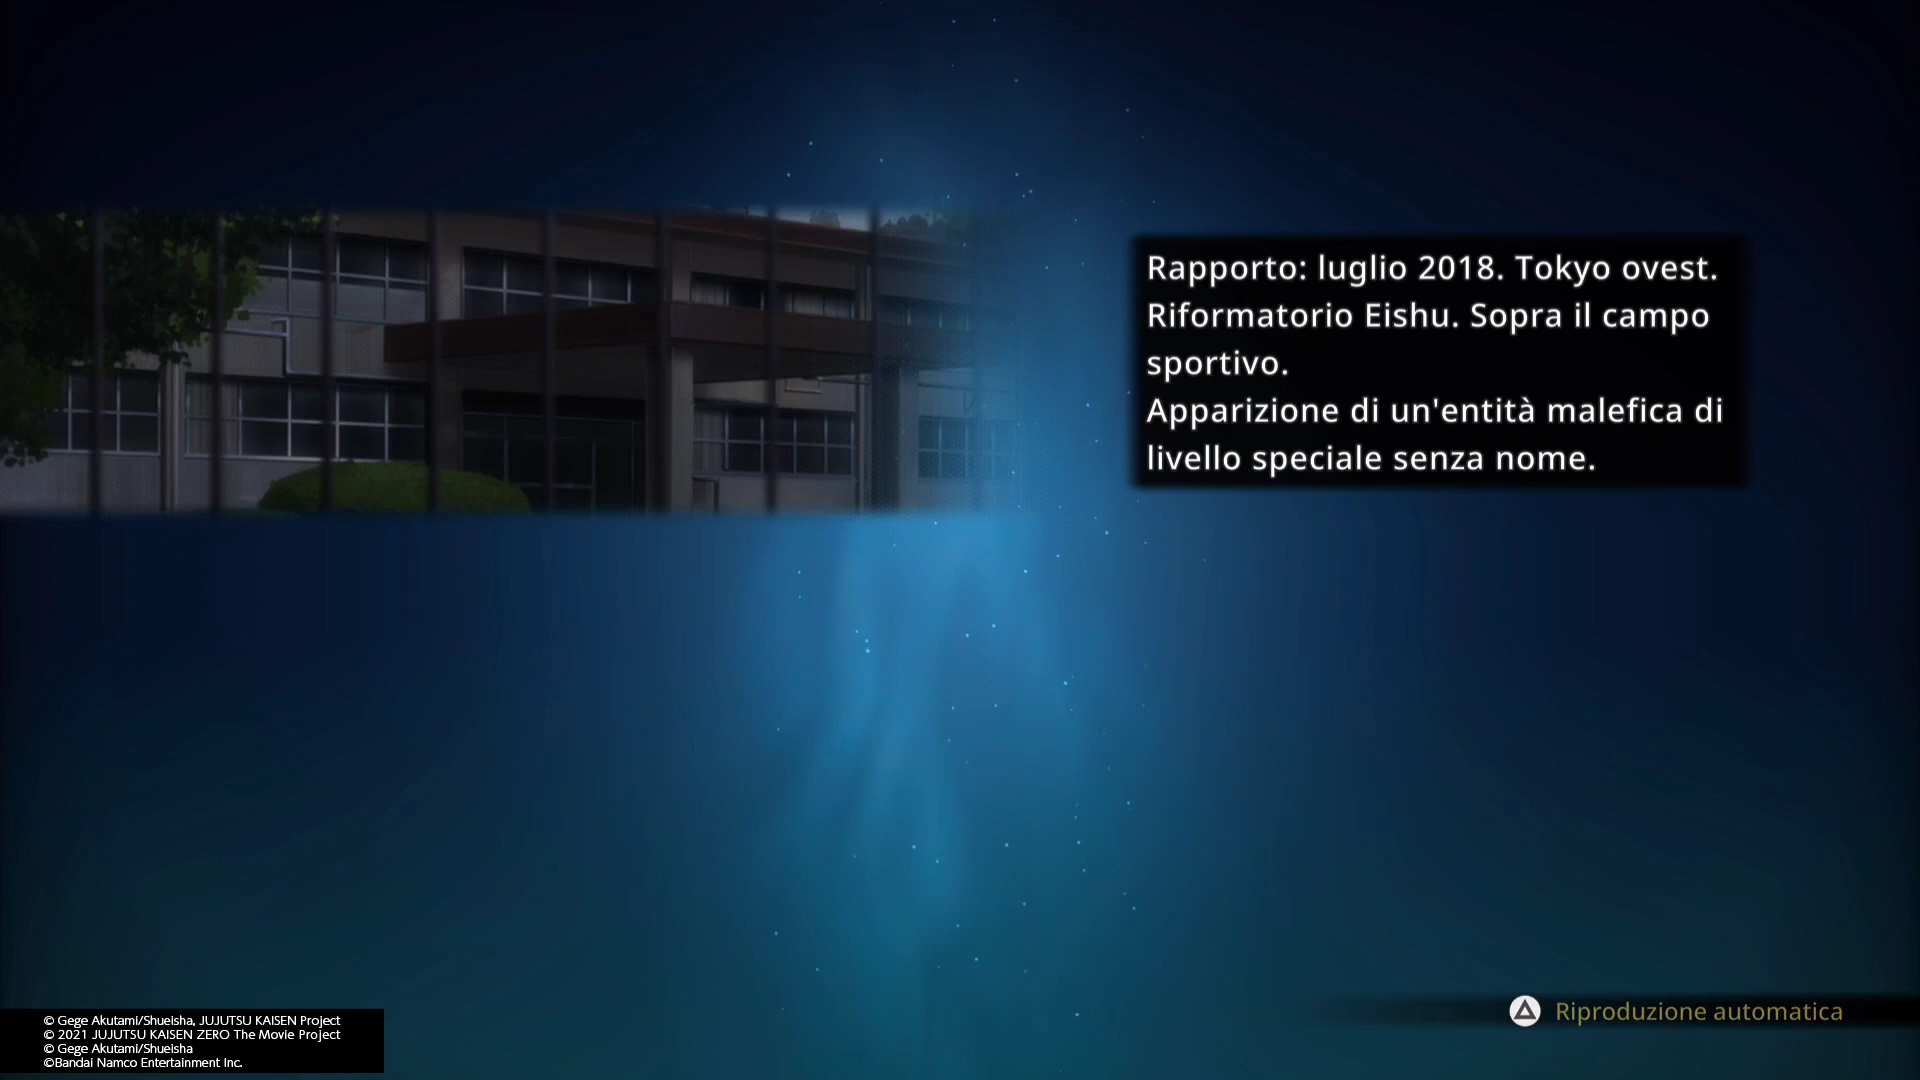 Rapporto: luglio 2018. Tokyo ovest.
Riformatorio Eishu. Sopra il campo
sportivo.
Apparizione di un'entità malefica di
livello speciale senza nome.
Riproduzione automatica
© Gege Akutami/Shueisha, JUJUTSU KAISEN Project
© 2021 JUJUTSU KAISEN ZERO The Movie Project
© Gege Akutami/Shueisha
©Bandai Namco Entertainment Inc.